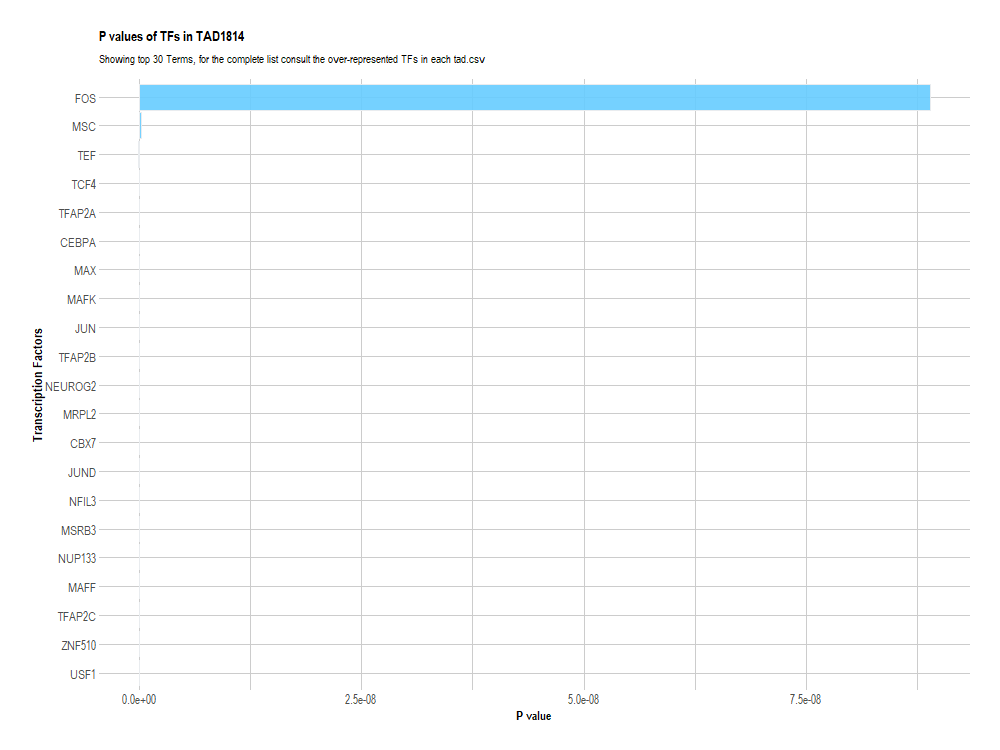 P values of TFs in TAD1814
Showing top 30 Terms, for the complete list consult the over-represented TFs in each tad.csv
Transcription Factors
FOS
MSC
TEF
TCF4
TFAP2A
CEBPA
MAX
MAFK
JUN
TFAP2B
NEUROG2
MRPL2
CBX7
JUND
NFIL3
MSRB3
NUP133
MAFF
TFAP2C
ZNF510
USF1
0.0e+00 2.5e-08 5.0e-08 7.5e-08
P value